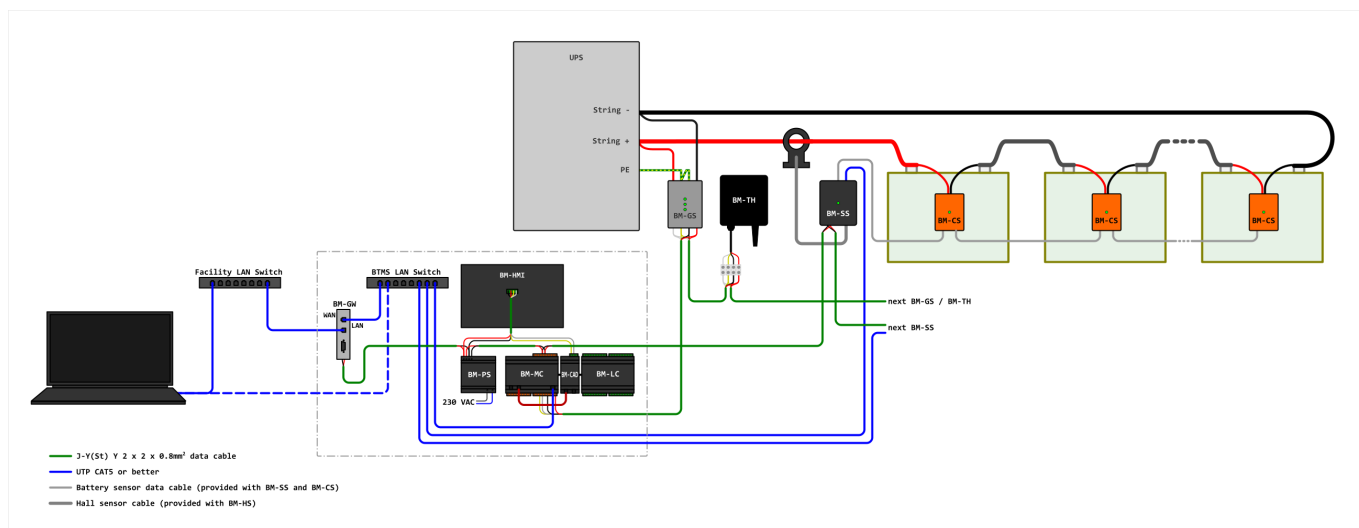 UPS
String -
String +
PE
BM-GS
BM-TH
BM-SS
BM-CS
BM-CS
BM-CS
Facility LAN Switch
BTMS LAN Switch
BM-HMI
BM-GW
WAN
LAN
next BM-GS / BM-TH
next BM-SS
BM-PS
BM-MC
BM-CAD
BM-LC
230 VAC
J-Y(St) Y 2 x 2 x 0.8mm² data cable
UTP CAT5 or better
Battery sensor data cable (provided with BM-SS and BM-CS)
Hall sensor cable (provided with BM-HS)